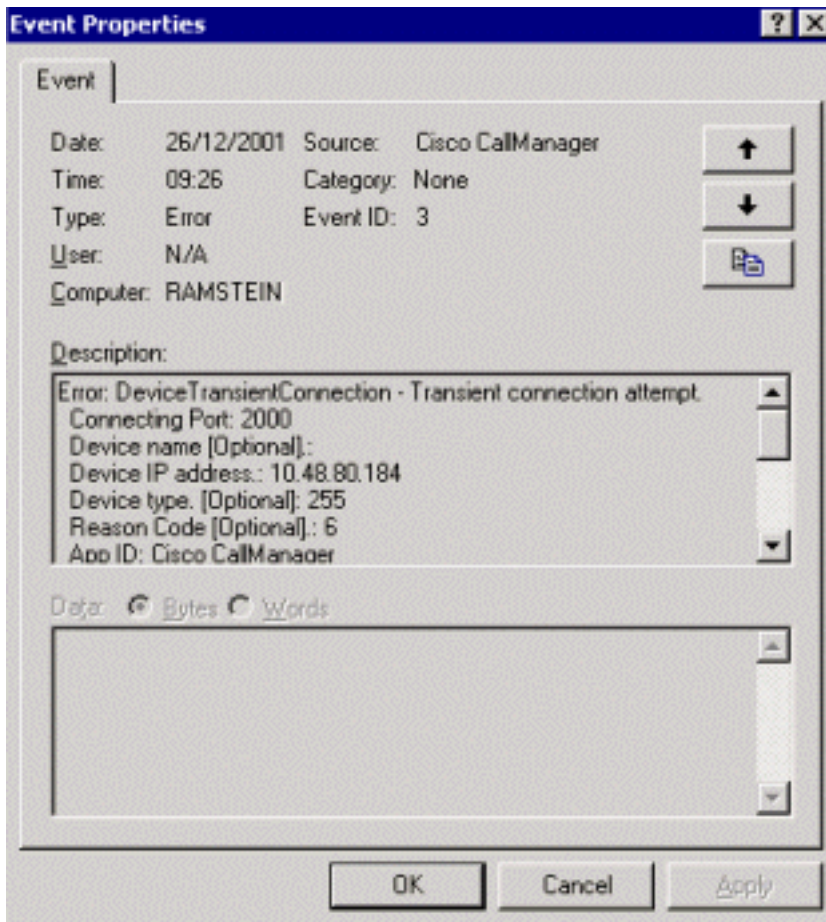 Event Properties
Event
Date: 26/12/2001 Source: Cisco CallManager
Time: 09:26 Category: None
Type: Error Event ID: 3
User: N/A
Computer: RAMSTEIN
Description:
Error: DeviceTransientConnection - Transient connection attempt.
Connecting Port: 2000
Device name [Optional].:
Device IP address.: 10.48.80.184
Device type. [Optional]: 255
Reason Code [Optional].: 6
App ID: Cisco CallManager
Data: Bytes Words
OK Cancel Apply